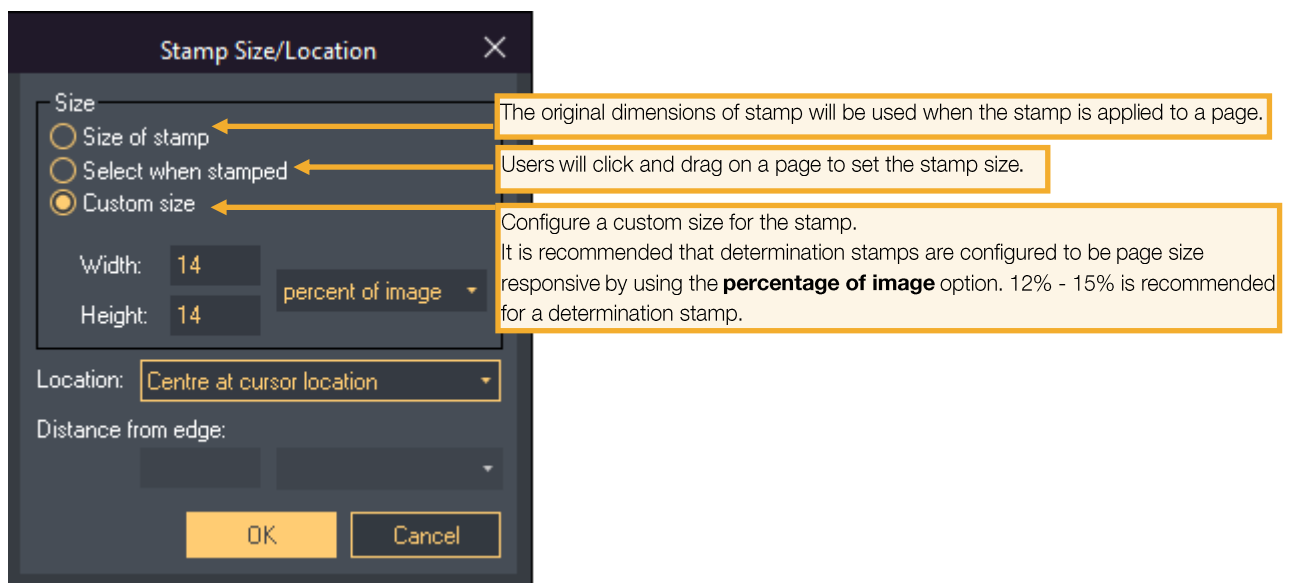 Stamp Size/Location
Size
Size of stamp
Select when stamped
Custom size
Width: 14
Height: 14
percent of image
Location: Centre at cursor location
Distance from edge:
OK Cancel
The original dimensions of stamp will be used when the stamp is applied to a page.
Users will click and drag on a page to set the stamp size.
Configure a custom size for the stamp.
It is recommended that determination stamps are configured to be page size
responsive by using the percentage of image option. 12% - 15% is recommended
for a determination stamp.